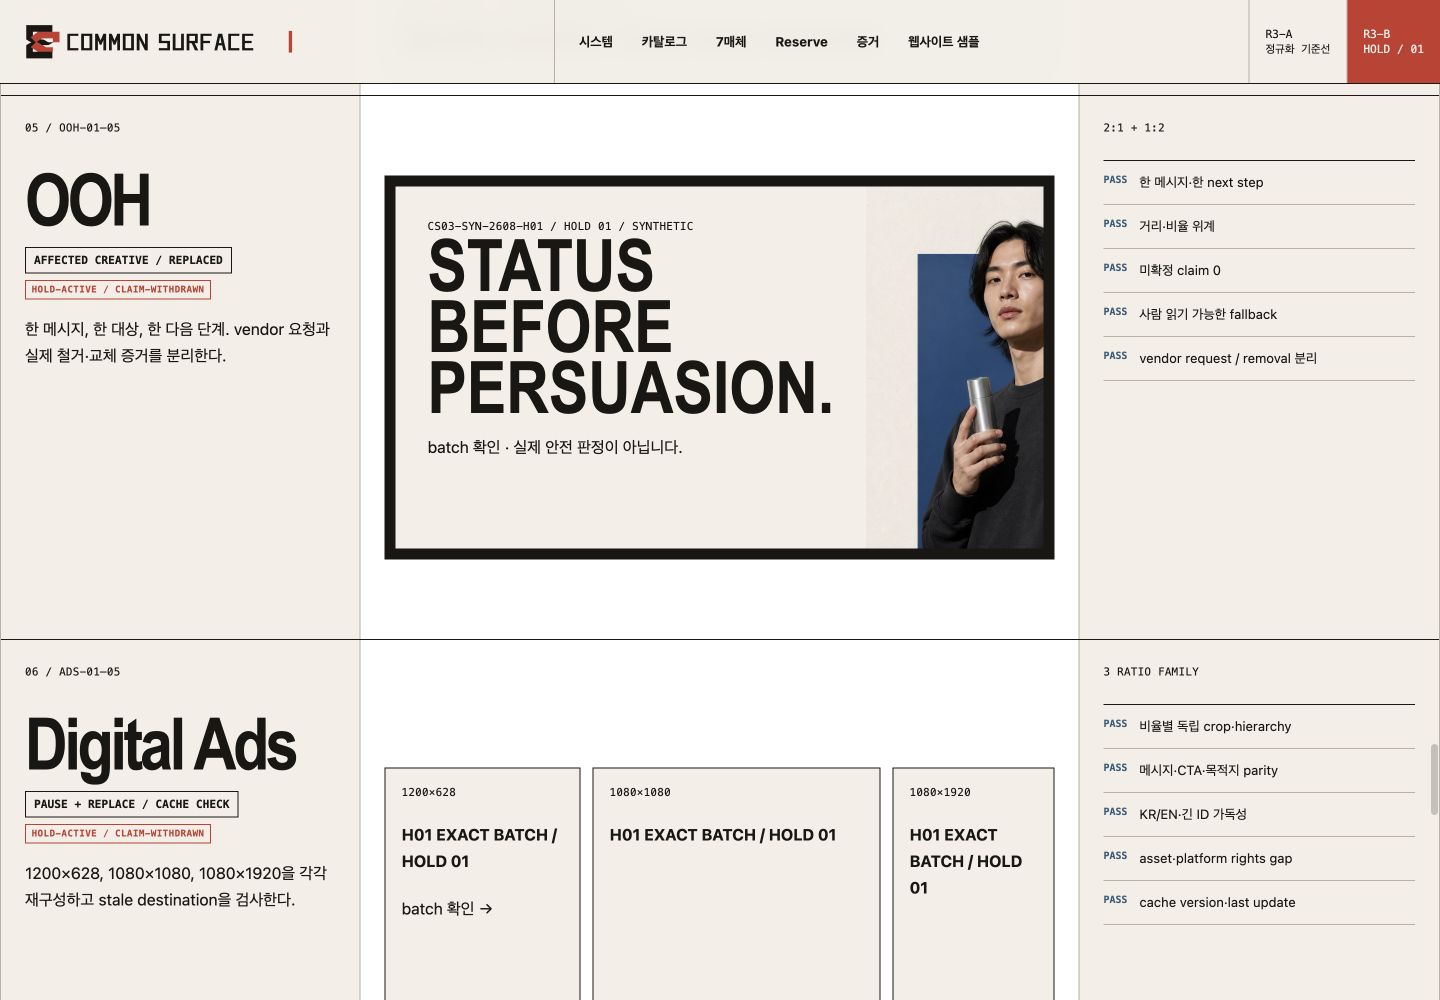 COMMON SURFACE
시스템
카탈로그
7매체
Reserve
증거
웹사이트 샘플
R3-A
정규화 기준선
R3-B
HOLD / 01
05 / OOH-01-05
OOH
AFFECTED CREATIVE / REPLACED
HOLD-ACTIVE / CLAIM-WITHDRAWN
한 메시지, 한 대상, 한 다음 단계. vendor 요청과
실제 철거·교체 증거를 분리한다.
CS03-SYN-2608-H01 / HOLD 01 / SYNTHETIC
STATUS
BEFORE
PERSUASION.
batch 확인 · 실제 안전 판정이 아닙니다.
2:1 + 1:2
PASS 한 메시지·한 next step
PASS 거리·비율 위계
PASS 미확정 claim 0
PASS 사람 읽기 가능한 fallback
PASS vendor request / removal 분리
06 / ADS-01-05
Digital Ads
PAUSE + REPLACE / CACHE CHECK
HOLD-ACTIVE / CLAIM-WITHDRAWN
1200×628, 1080×1080, 1080×1920을 각각
재구성하고 stale destination을 검사한다.
1200×628
H01 EXACT BATCH /
HOLD 01
batch 확인 →
1080×1080
H01 EXACT BATCH / HOLD 01
1080×1920
H01 EXACT
BATCH / HOLD
01
3 RATIO FAMILY
PASS 비율별 독립 crop·hierarchy
PASS 메시지·CTA·목적지 parity
PASS KR/EN·긴 ID 가독성
PASS asset·platform rights gap
PASS cache version·last update